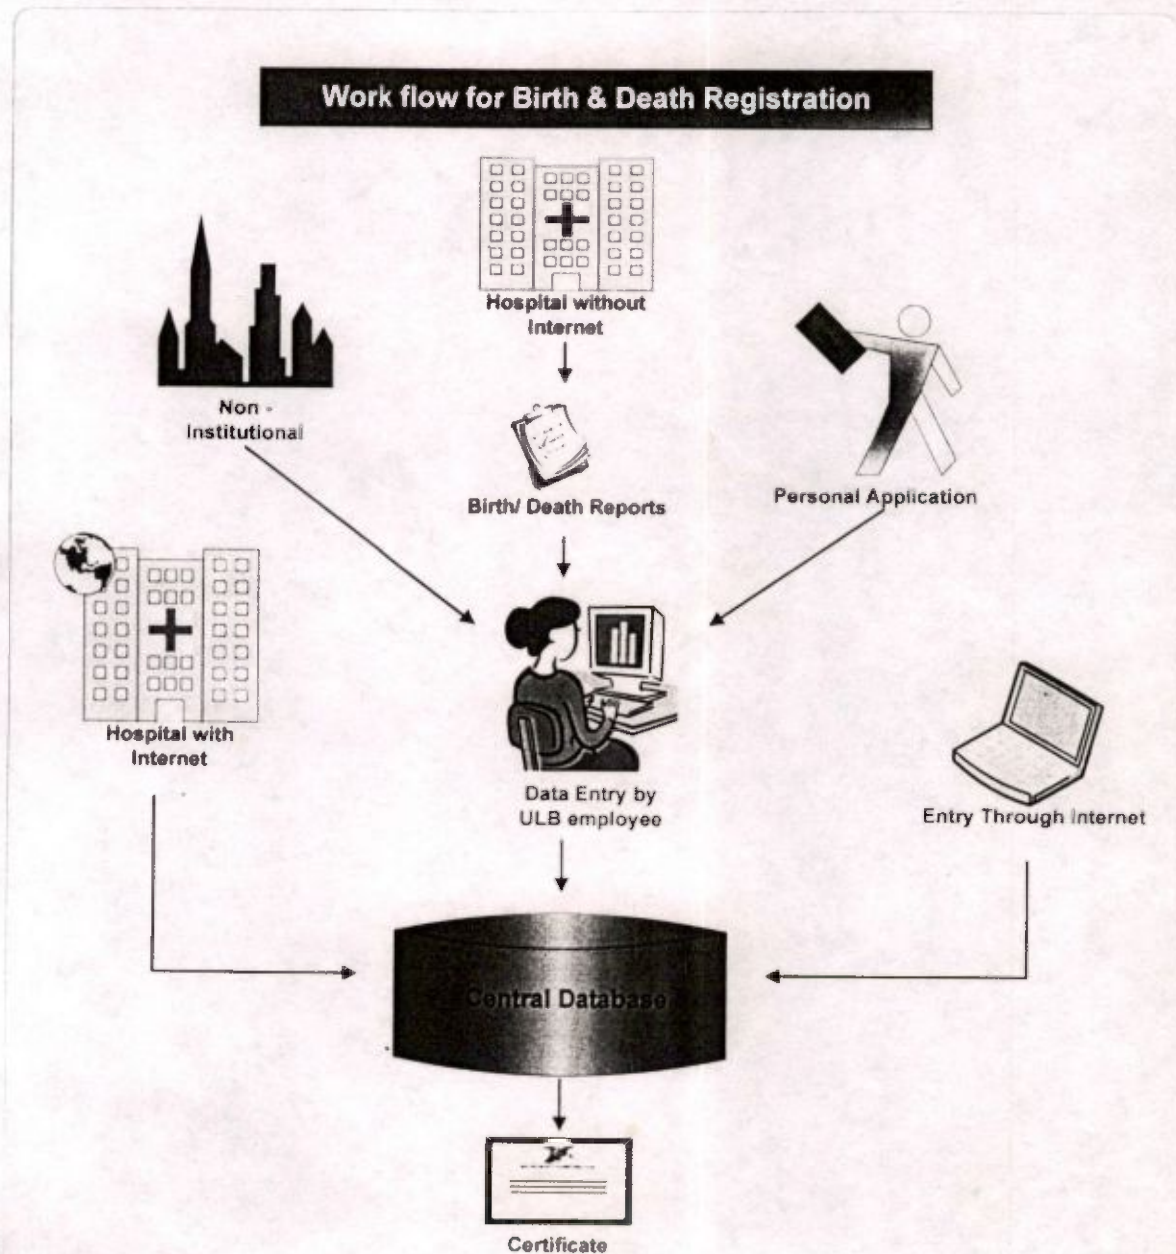 Work flow for Birth & Death Registration
Hospital without
Internet
Non -
Institutional
Birth/ Death Reports
Personal Application
Hospital with
Internet
Data Entry by
ULB employee
Entry Through Internet
Central Database
Certificate